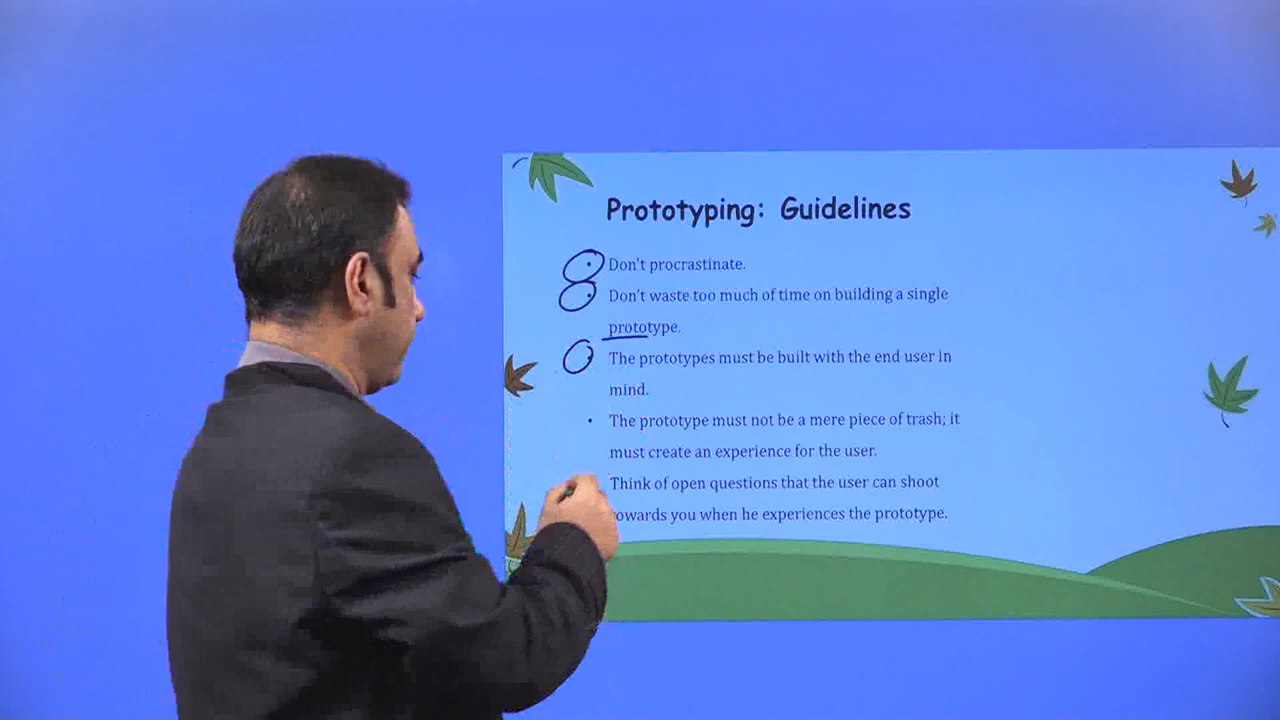 Prototyping: Guidelines
Don't procrastinate.
Don't waste too much of time on building a single
prototype.
The prototypes must be built with the end user in
mind.
• The prototype must not be a mere piece of trash; it
must create an experience for the user.
Think of open questions that the user can shoot
towards you when he experiences the prototype.